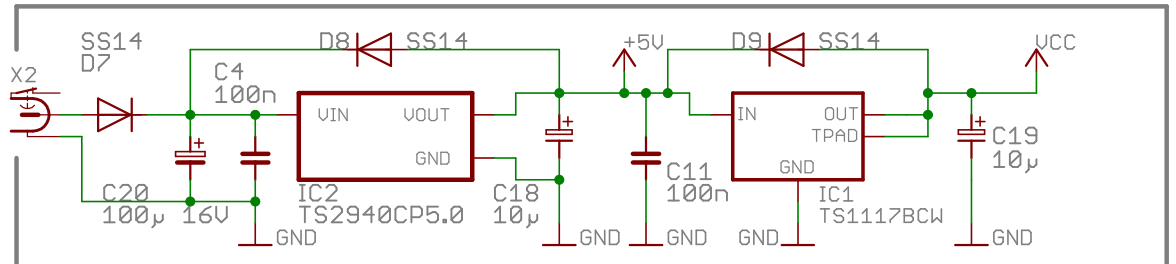 SS14
D7
X2
C4
100n
C20
100µ 16V
GND
D8 SS14
VIN VOUT
GND
IC2
TS2940CP5.0
C18
10µ
GND
+5V
C11
100n
GND
D9 SS14
IN OUT
TPAD
GND
IC1
TS1117BCW
GND
VCC
C19
10µ
GND